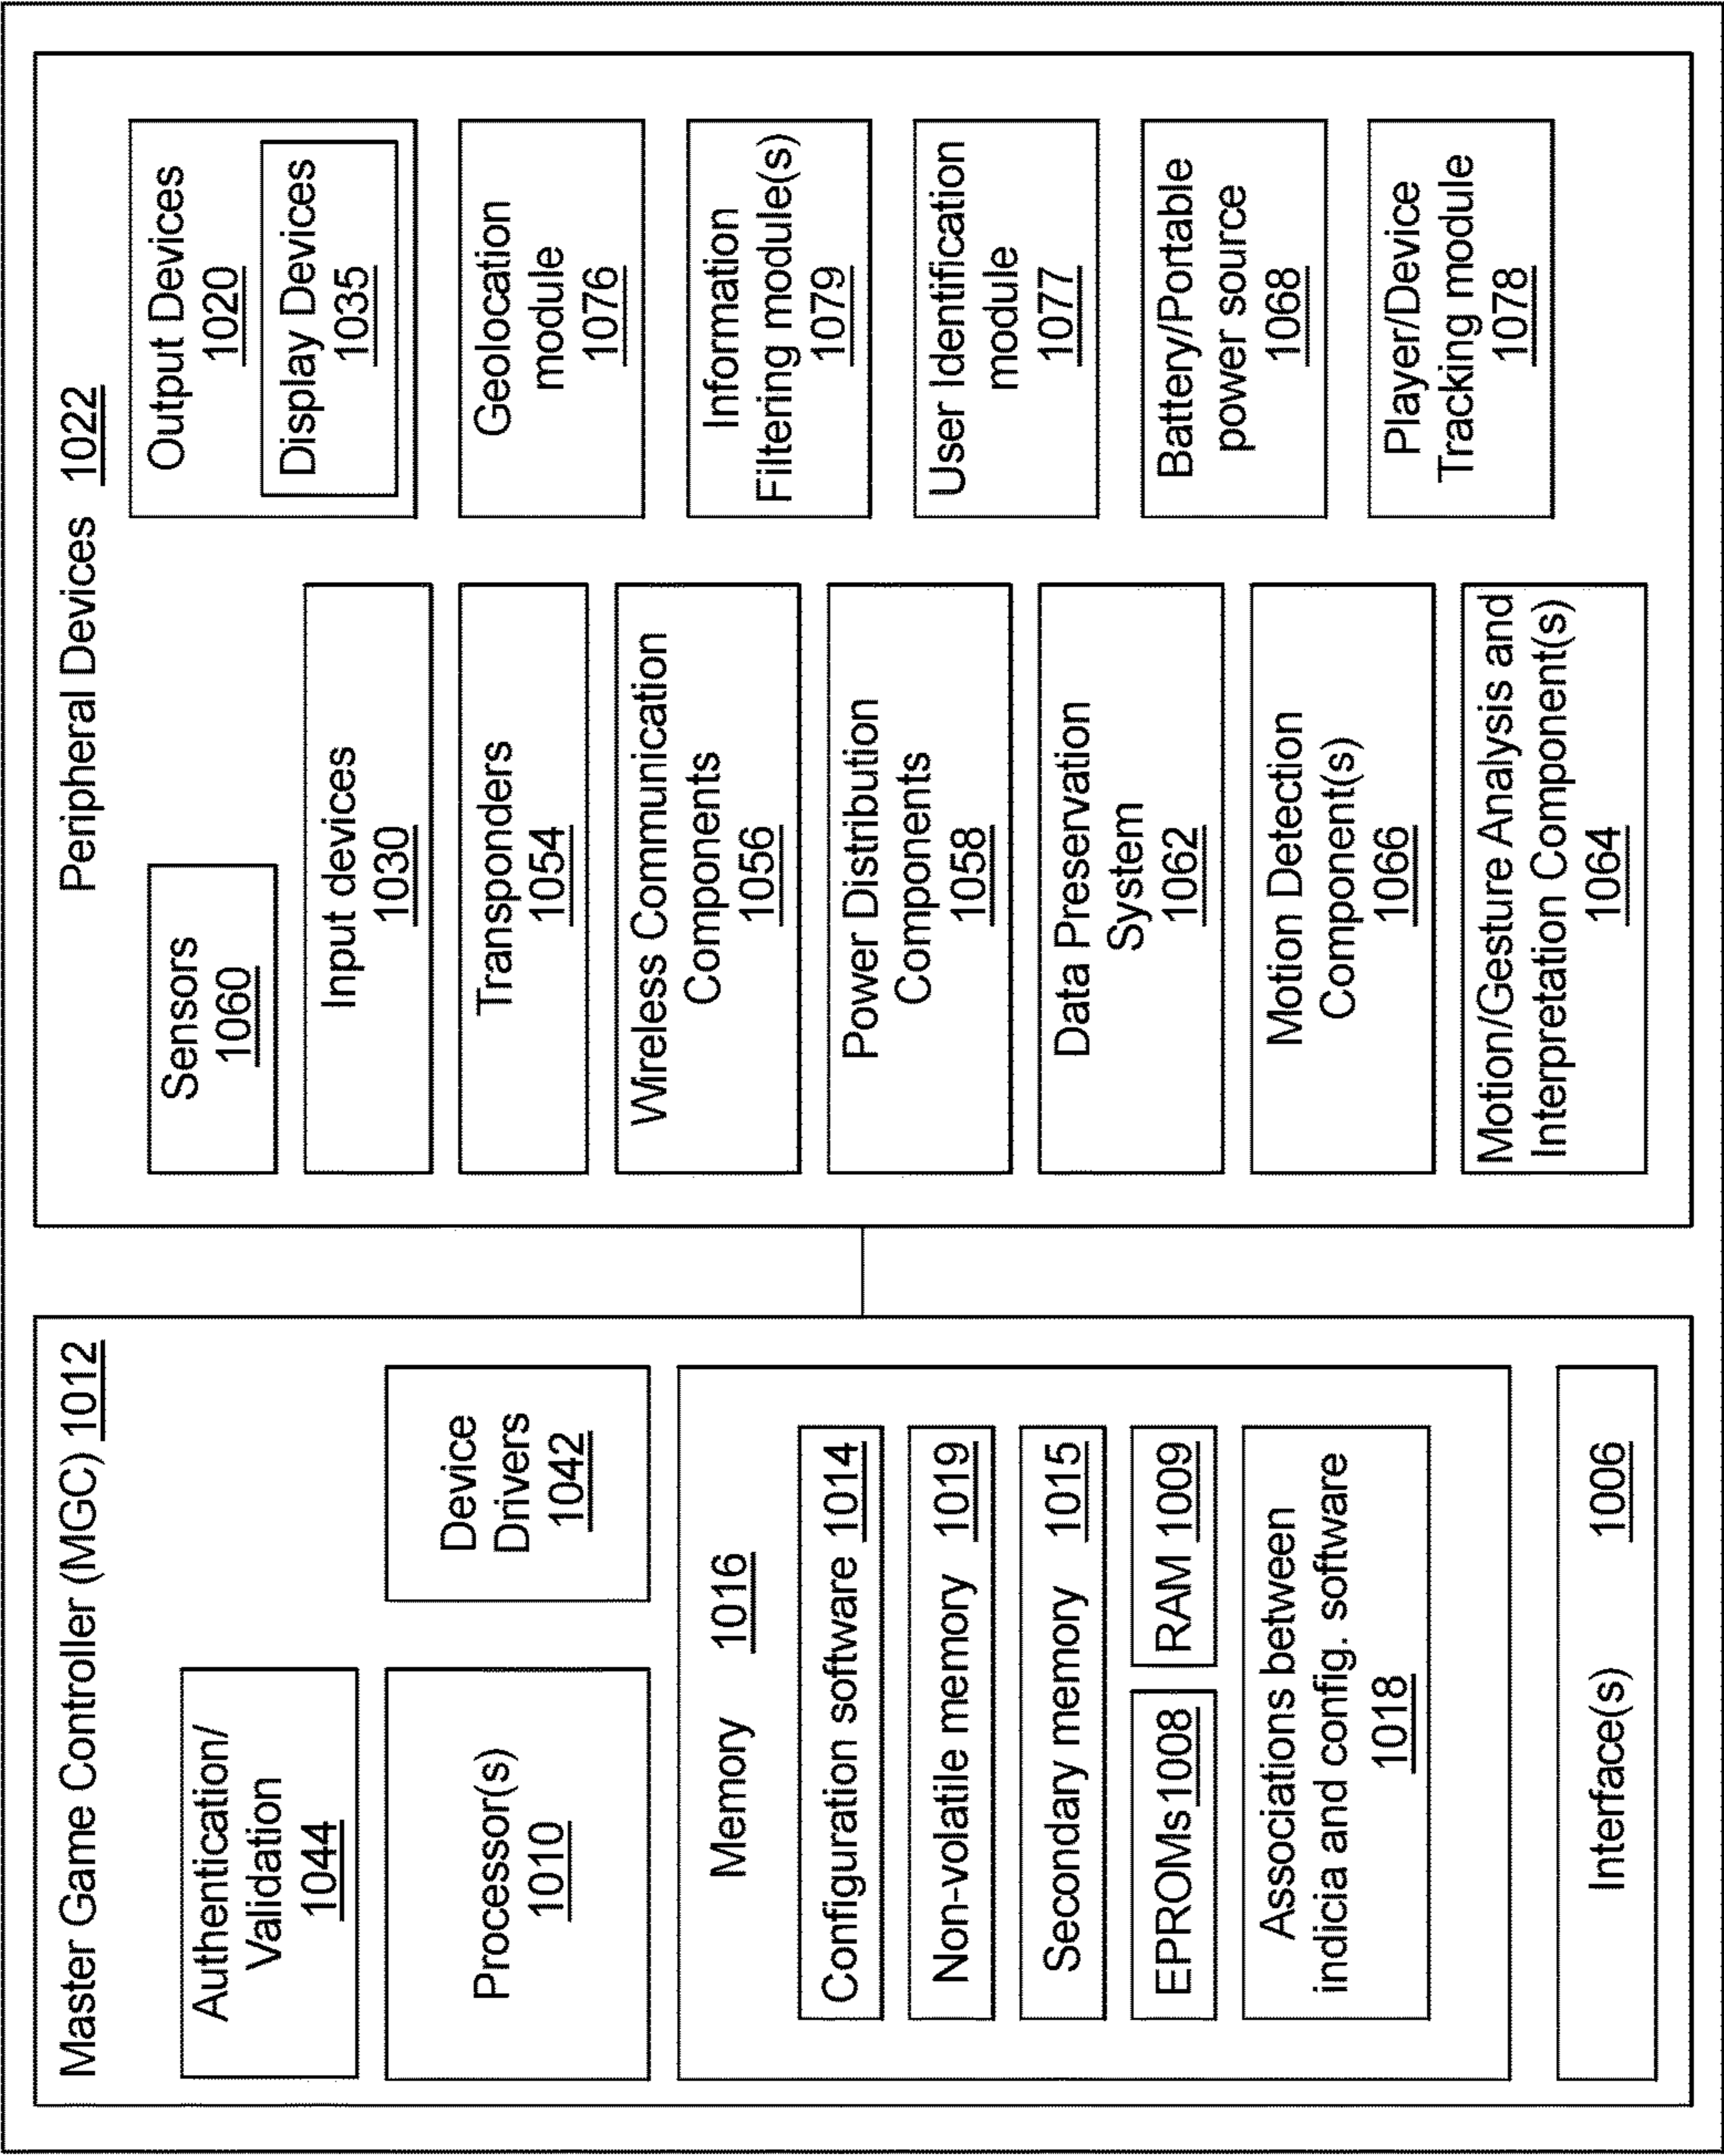 Master Game Controller (MGC) 1012
Authentication/
Validation
1044
Processor(s)
1010
Device
Drivers
1042
Memory 1016
Configuration software 1014
Non-volatile memory 1019
Secondary memory 1015
EPROMs 1008
RAM 1009
Associations between
indicia and config. software
1018
Interface(s) 1006
Peripheral Devices 1022
Sensors
1060
Input devices
1030
Transponders
1054
Wireless Communication
Components
1056
Power Distribution
Components
1058
Data Preservation
System
1062
Motion Detection
Component(s)
1066
Motion/Gesture Analysis and
Interpretation Component(s)
1064
Output Devices
1020
Display Devices
1035
Geolocation
module
1076
Information
Filtering module(s)
1079
User Identification
module
1077
Battery/Portable
power source
1068
Player/Device
Tracking module
1078